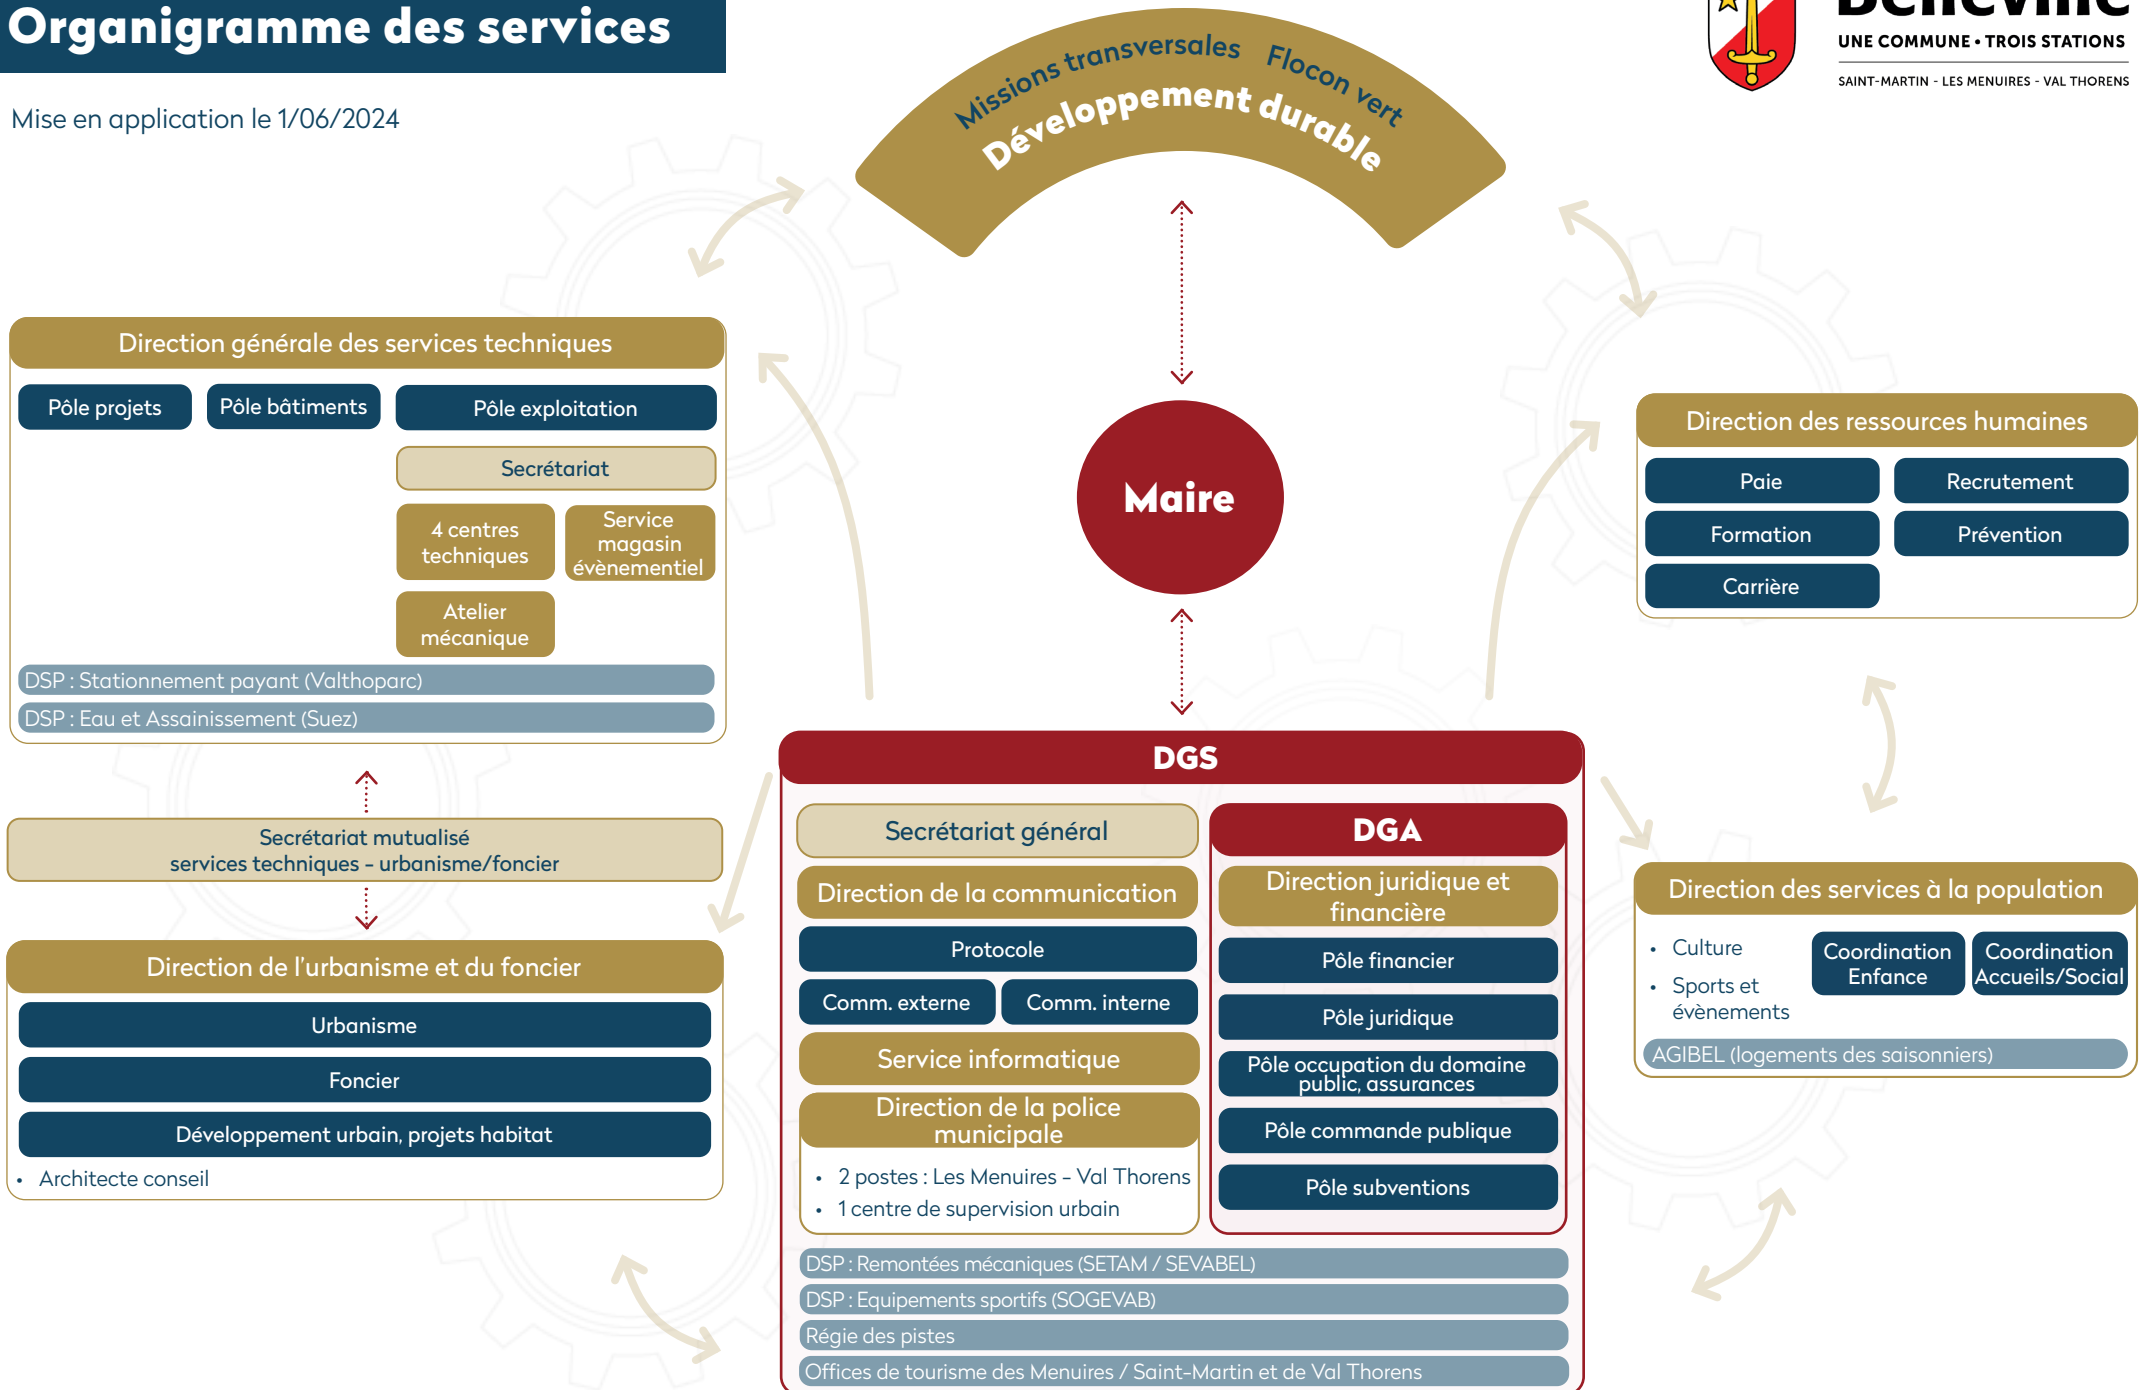 Organigramme des services
Mise en application le 1/06/2024
Missions transversales Flocon vert
Développement durable
Belleville
UNE COMMUNE • TROIS STATIONS
SAINT-MARTIN - LES MENUIRES - VAL THORENS
Direction générale des services techniques
Pôle projets
Pôle bâtiments
Pôle exploitation
Secrétariat
4 centres
techniques
Service
magasin
évènementiel
Atelier
mécanique
DSP : Stationnement payant (Valthoparc)
DSP : Eau et Assainissement (Suez)
Secrétariat mutualisé
services techniques - urbanisme/foncier
Direction de l'urbanisme et du foncier
Urbanisme
Foncier
Développement urbain, projets habitat
• Architecte conseil
Maire
DGS
Secrétariat général
Direction de la communication
Protocole
Comm. externe
Comm. interne
Service informatique
Direction de la police
municipale
• 2 postes : Les Menuires - Val Thorens
• 1 centre de supervision urbain
DGA
Direction juridique et
financière
Pôle financier
Pôle juridique
Pôle occupation du domaine
public, assurances
Pôle commande publique
Pôle subventions
DSP : Remontées mécaniques (SETAM / SEVABEL)
DSP : Equipements sportifs (SOGEVAB)
Régie des pistes
Offices de tourisme des Menuires / Saint-Martin et de Val Thorens
Direction des ressources humaines
Paie
Recrutement
Formation
Prévention
Carrière
Direction des services à la population
• Culture
• Sports et
évènements
Coordination
Enfance
Coordination
Accueils/Social
AGIBEL (logements des saisonniers)